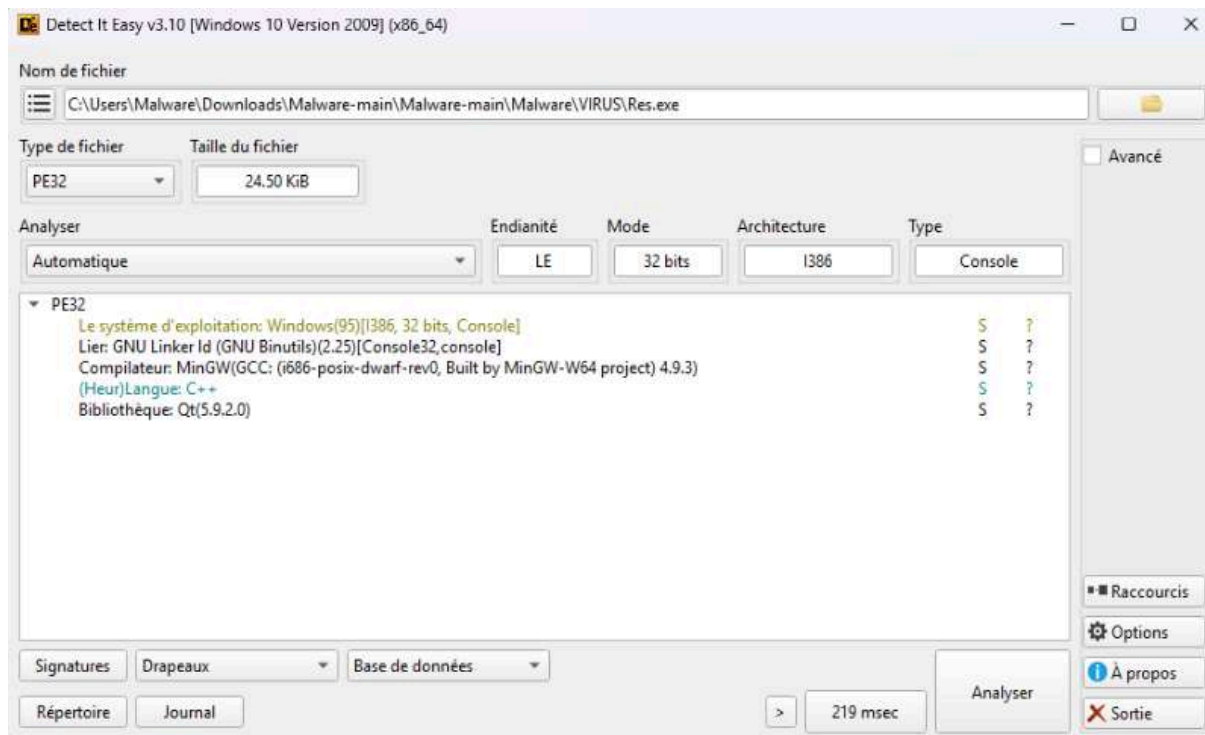 Detect It Easy v3.10 [Windows 10 Version 2009] (x86_64)
Nom de fichier
C:\Users\Malware\Downloads\Malware-main\Malware-main\Malware\VIRUS\Res.exe
Type de fichier Taille du fichier
Avancé
PE32 24.50 KiB
Analyser Endianité Mode Architecture Type
Automatique LE 32 bits I386 Console
PE32
Le système d'exploitation: Windows(95)[I386, 32 bits, Console] S ?
Lier: GNU Linker ld (GNU Binutils)(2.25)[Console32,console] S ?
Compilateur: MinGW(GCC: (i686-posix-dwarf-rev0, Built by MinGW-W64 project) 4.9.3) S ?
(Heur)Langue: C++ S ?
Bibliothèque: Qt(5.9.2.0) S ?
Raccourcis
Options
Signatures Drapeaux Base de données
À propos
Analyser
Répertoire Journal > 219 msec
Sortie